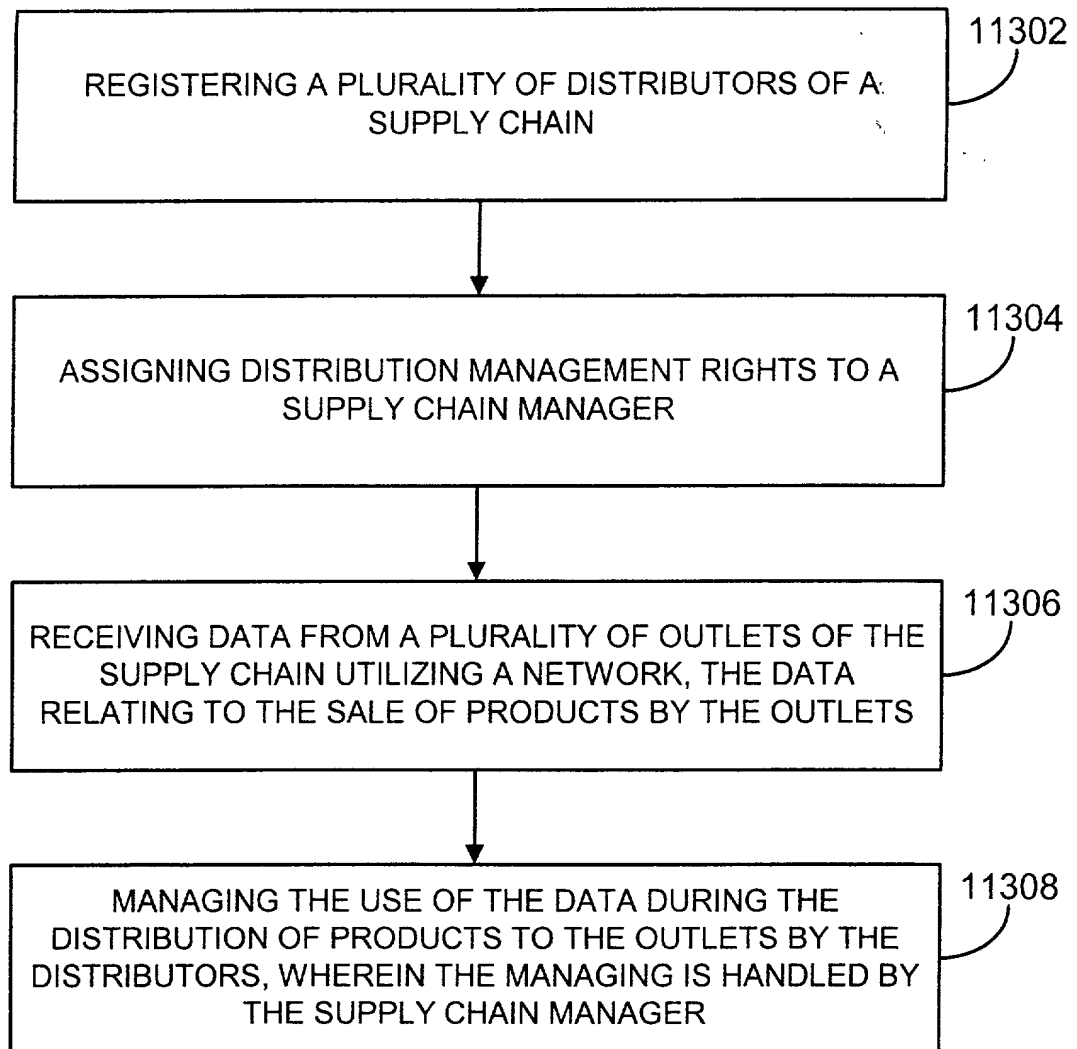 11302
REGISTERING A PLURALITY OF DISTRIBUTORS OF A
SUPPLY CHAIN
11304
ASSIGNING DISTRIBUTION MANAGEMENT RIGHTS TO A
SUPPLY CHAIN MANAGER
11306
RECEIVING DATA FROM A PLURALITY OF OUTLETS OF THE
SUPPLY CHAIN UTILIZING A NETWORK, THE DATA
RELATING TO THE SALE OF PRODUCTS BY THE OUTLETS
11308
MANAGING THE USE OF THE DATA DURING THE
DISTRIBUTION OF PRODUCTS TO THE OUTLETS BY THE
DISTRIBUTORS, WHEREIN THE MANAGING IS HANDLED BY
THE SUPPLY CHAIN MANAGER